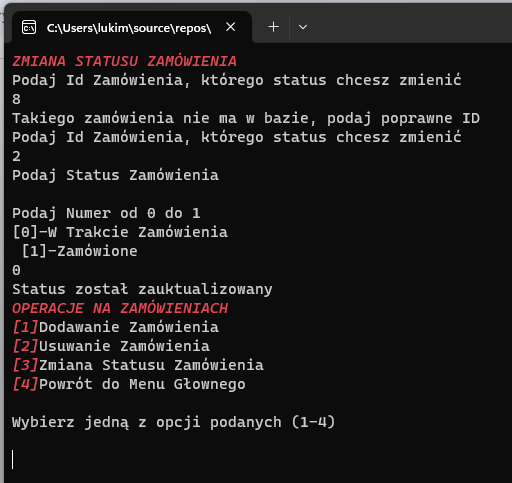 C:\Users\lukim\source\repos\
ZMIANA STATUSU ZAMÓWIENIA
Podaj Id Zamówienia, którego status chcesz zmienić
8
Takiego zamówienia nie ma w bazie, podaj poprawne ID
Podaj Id Zamówienia, którego status chcesz zmienić
2
Podaj Status Zamówienia
Podaj Numer od 0 do 1
[0]-W Trakcie Zamówienia
[1]-Zamówione
0
Status został zauktualizowany
OPERACJE NA ZAMÓWIENIACH
[1]Dodawanie Zamówienia
[2]Usuwanie Zamówienia
[3]Zmiana Statusu Zamówienia
[4]Powrót do Menu Głownego
Wybierz jedną z opcji podanych (1-4)